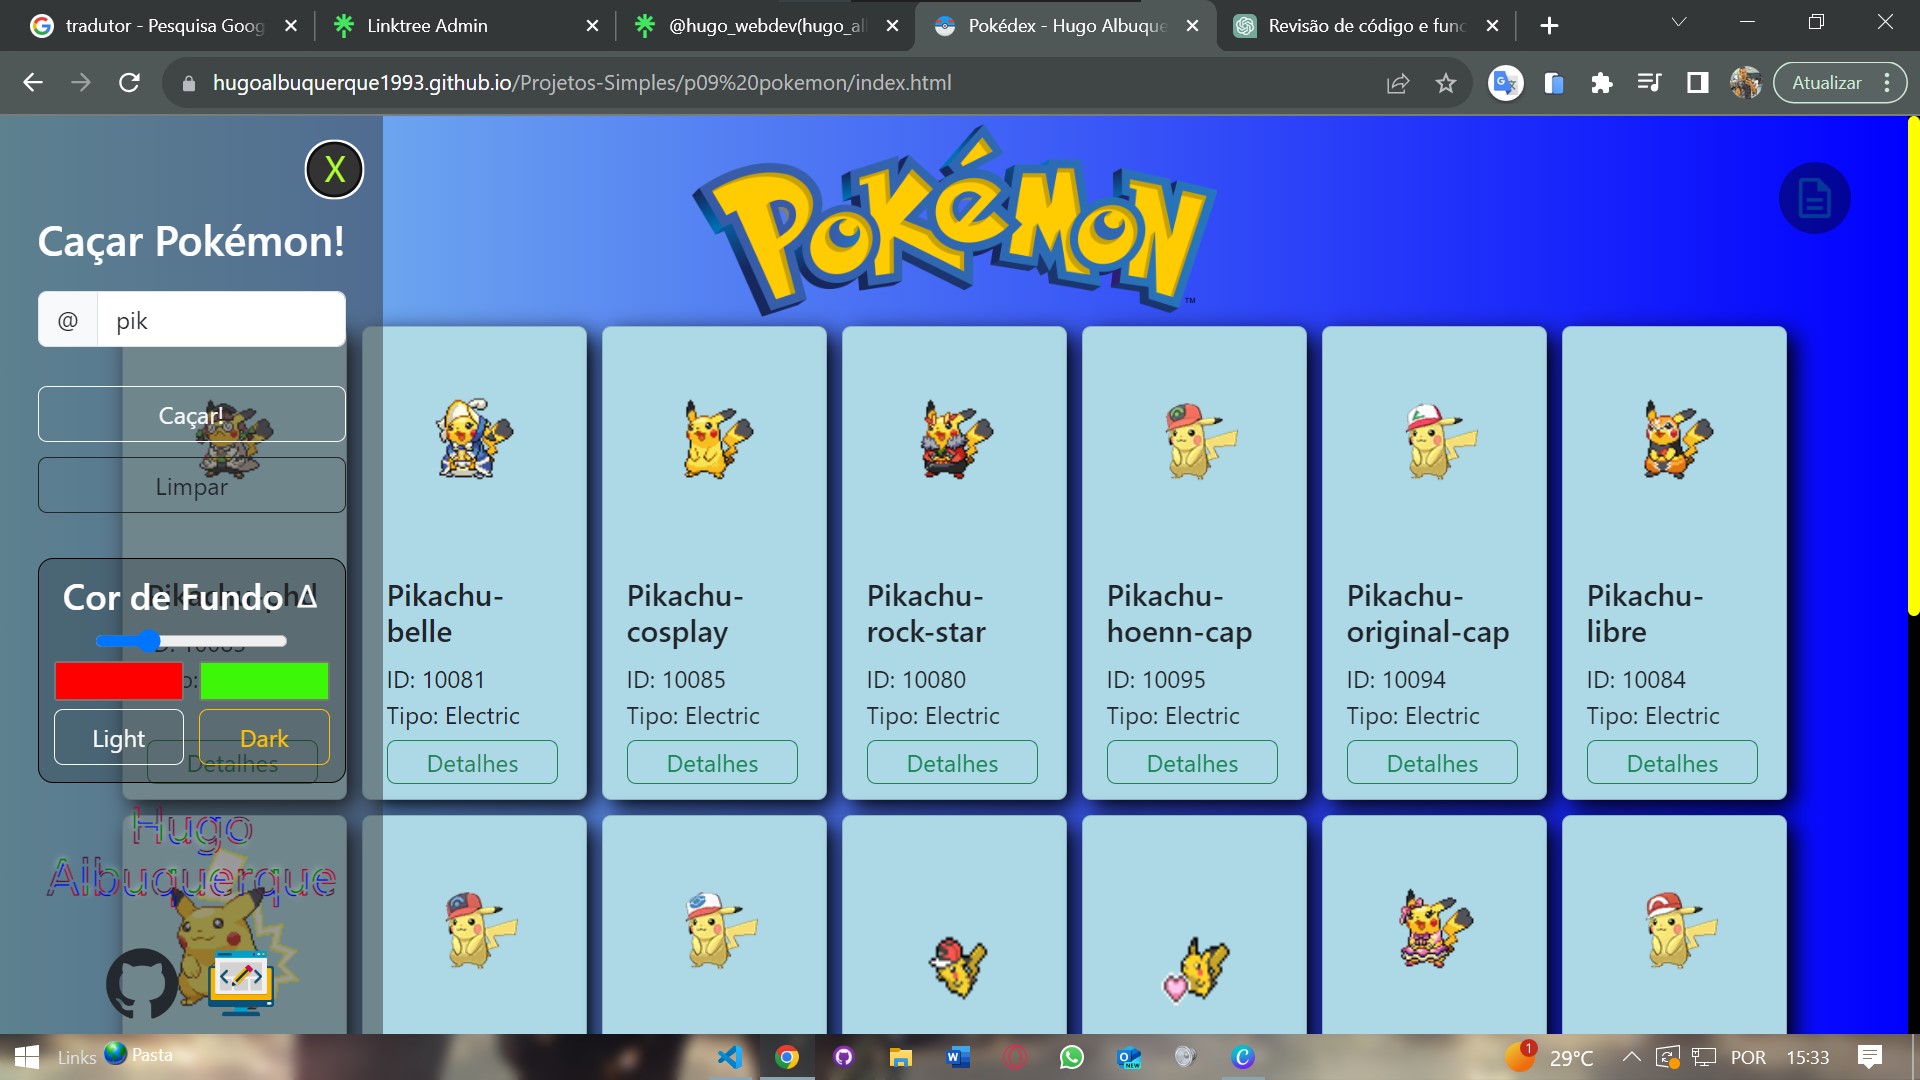 tradutor - Pesquisa Goog
Linktree Admin
@hugo_webdev(hugo_al
Pokédex - Hugo Albuque
Revisão de código e func
hugoalbuquerque1993.github.io/Projetos-Simples/p09%20pokemon/index.html
Atualizar
X
POKÉMON
TM
Caçar Pokémon!
@ pik
Caçar!
Limpar
Cor de Fundo Δ
Light
Dark
Detalhes
Hugo
Albuquerque
Pikachu-
belle
ID: 10081
Tipo: Electric
Detalhes
Pikachu-
cosplay
ID: 10085
Tipo: Electric
Detalhes
Pikachu-
rock-star
ID: 10080
Tipo: Electric
Detalhes
Pikachu-
hoenn-cap
ID: 10095
Tipo: Electric
Detalhes
Pikachu-
original-cap
ID: 10094
Tipo: Electric
Detalhes
Pikachu-
libre
ID: 10084
Tipo: Electric
Detalhes
Links Pasta
1 29°C POR 15:33